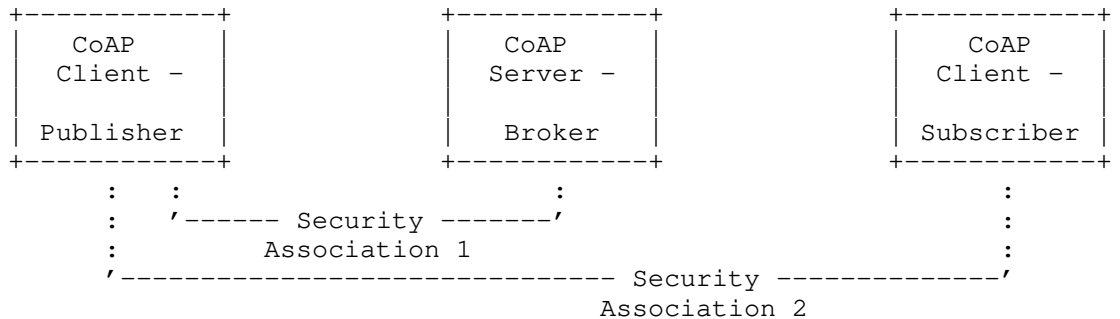 CoAP CoAP CoAP
Client - Server - Client -
Publisher Broker Subscriber
Security
Association 1
Security
Association 2